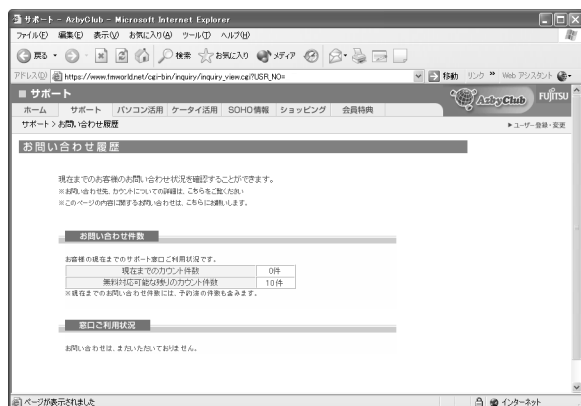 サポート - AzbyClub - Microsoft Internet Explorer
ファイル(F) 編集(E) 表示(V) お気に入り(A) ツール(T) ヘルプ(H)
戻る 検索 お気に入り メディア
アドレス(D) https://www.fmworld.net/cgi-bin/inquiry/inquiry_view.cgi?USR_NO= 移動 リンク » Web アシスタント
サポート AzbyClub FUJITSU
ホーム サポート パソコン活用 ケータイ活用 SOHO情報 ショッピング 会員特典
サポート > お問い合わせ履歴 ▶ユーザー登録・変更
お問い合わせ履歴
現在までのお客様のお問い合わせ状況を確認することができます。
※お問い合わせ先、カウントについての詳細は、こちらをご覧ください
※このページの内容に関するお問い合わせは、こちらにお願いします。
お問い合わせ件数
お客様の現在までのサポート窓口ご利用状況です。
現在までのカウント件数 0件
無料対応可能な残りのカウント件数 10件
※現在までのお問い合わせ件数には、予約済の件数も含みます。
窓口ご利用状況
お問い合わせは、まだいただいておりません。
ページが表示されました インターネット